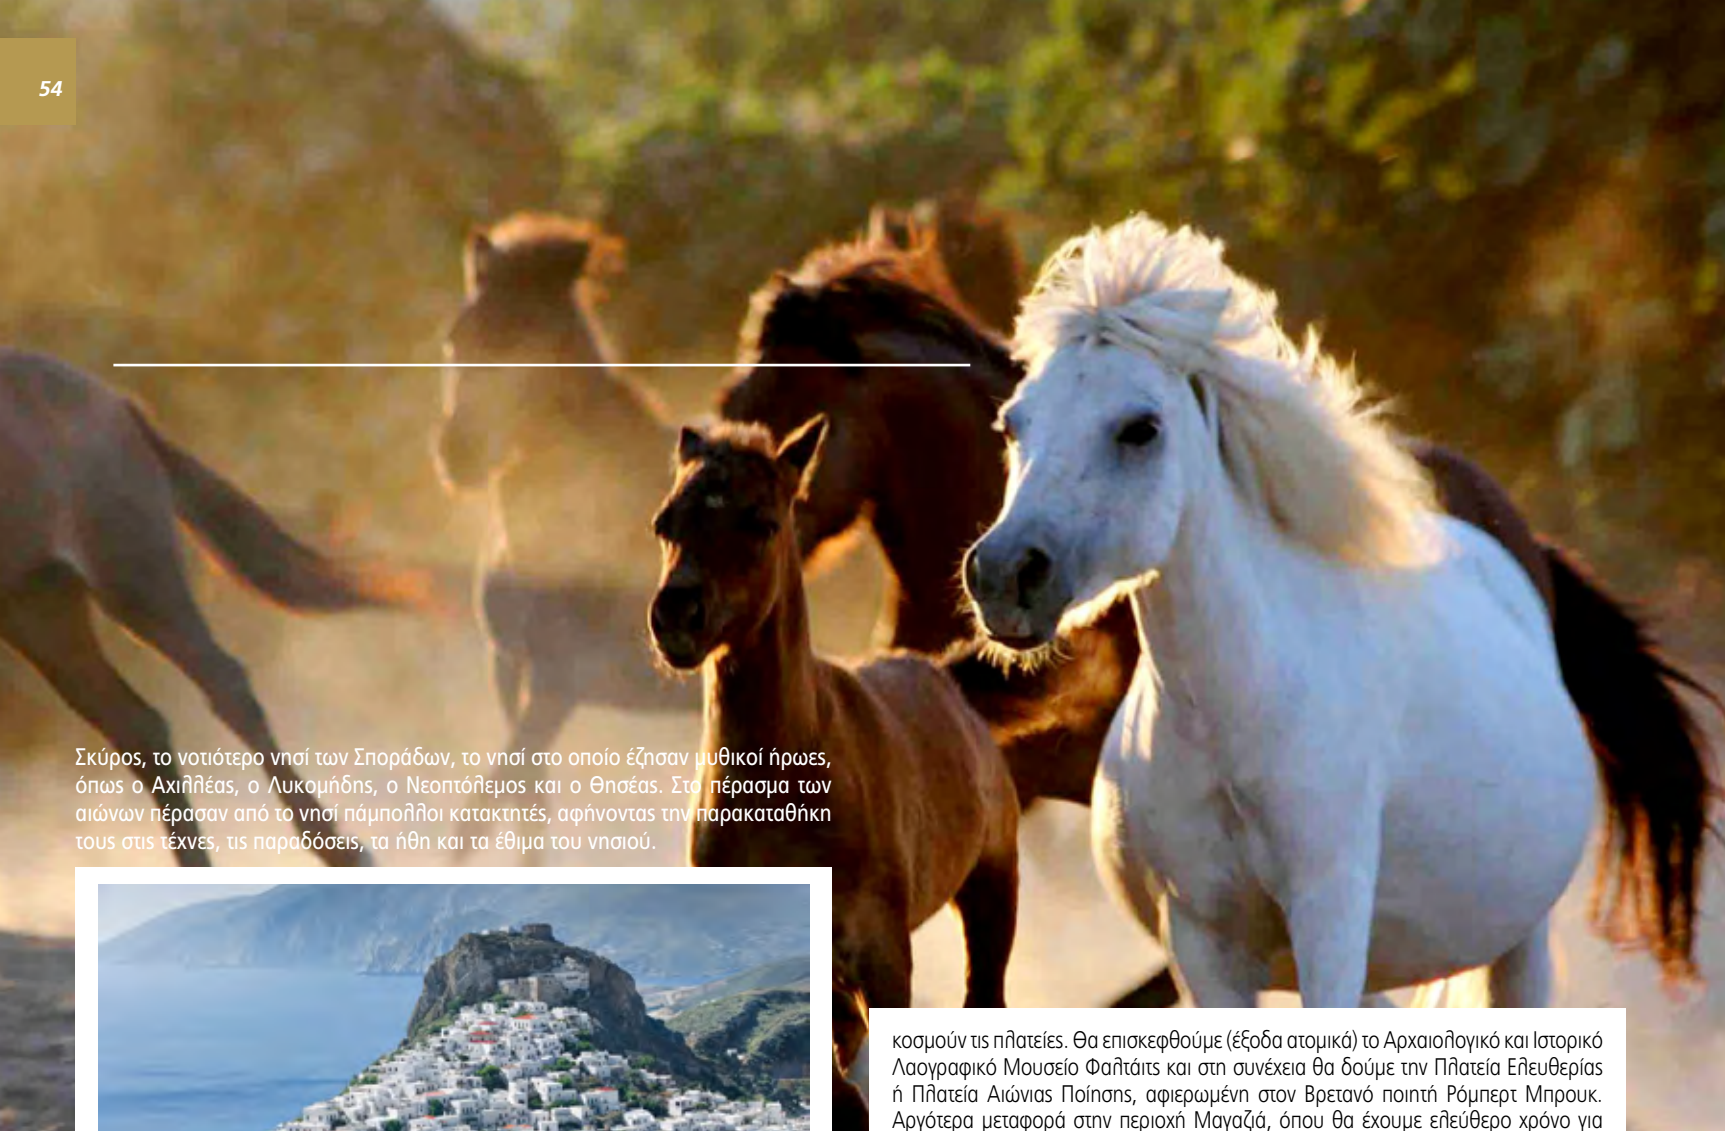 54
Σκύρος, το νοτιότερο νησί των Σποράδων, το νησί στο οποίο έζησαν μυθικοί ήρωες,
όπως ο Αχιλλέας, ο Λυκομήδης, ο Νεοπτόλεμος και ο Θησέας. Στο πέρασμα των
αιώνων πέρασαν από το νησί πάμπολλοι κατακτητές, αφήνοντας την παρακαταθήκη
τους στις τέχνες, τις παραδόσεις, τα ήθη και τα έθιμα του νησιού.
κοσμούν τις πλατείες. Θα επισκεφθούμε (έξοδα ατομικά) το Αρχαιολογικό και Ιστορικό
Λαογραφικό Μουσείο Φαλτάιτς και στη συνέχεια θα δούμε την Πλατεία Ελευθερίας
ή Πλατεία Αιώνιας Ποίησης, αφιερωμένη στον Βρετανό ποιητή Ρόμπερτ Μπρουκ.
Αργότερα μεταφορά στην περιοχή Μαγαζιά, όπου θα έχουμε ελεύθερο χρόνο για